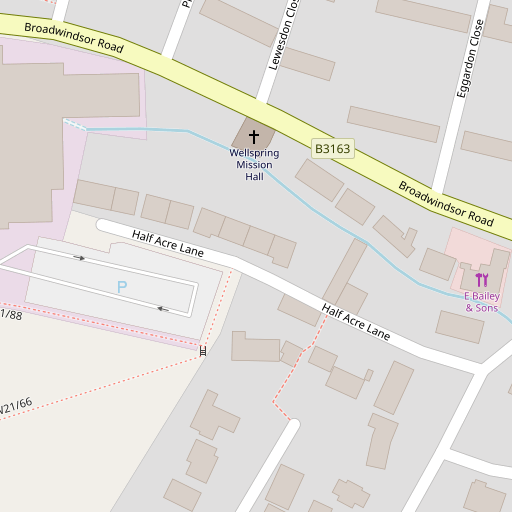 Broadwindsor Road
Lewesdon Close
Eggardon Close
B3163
Wellspring
Mission
Hall
Broadwindsor Road
Half Acre Lane
P
E.Bailey
& Sons
Half Acre Lane
1/88
W21/66